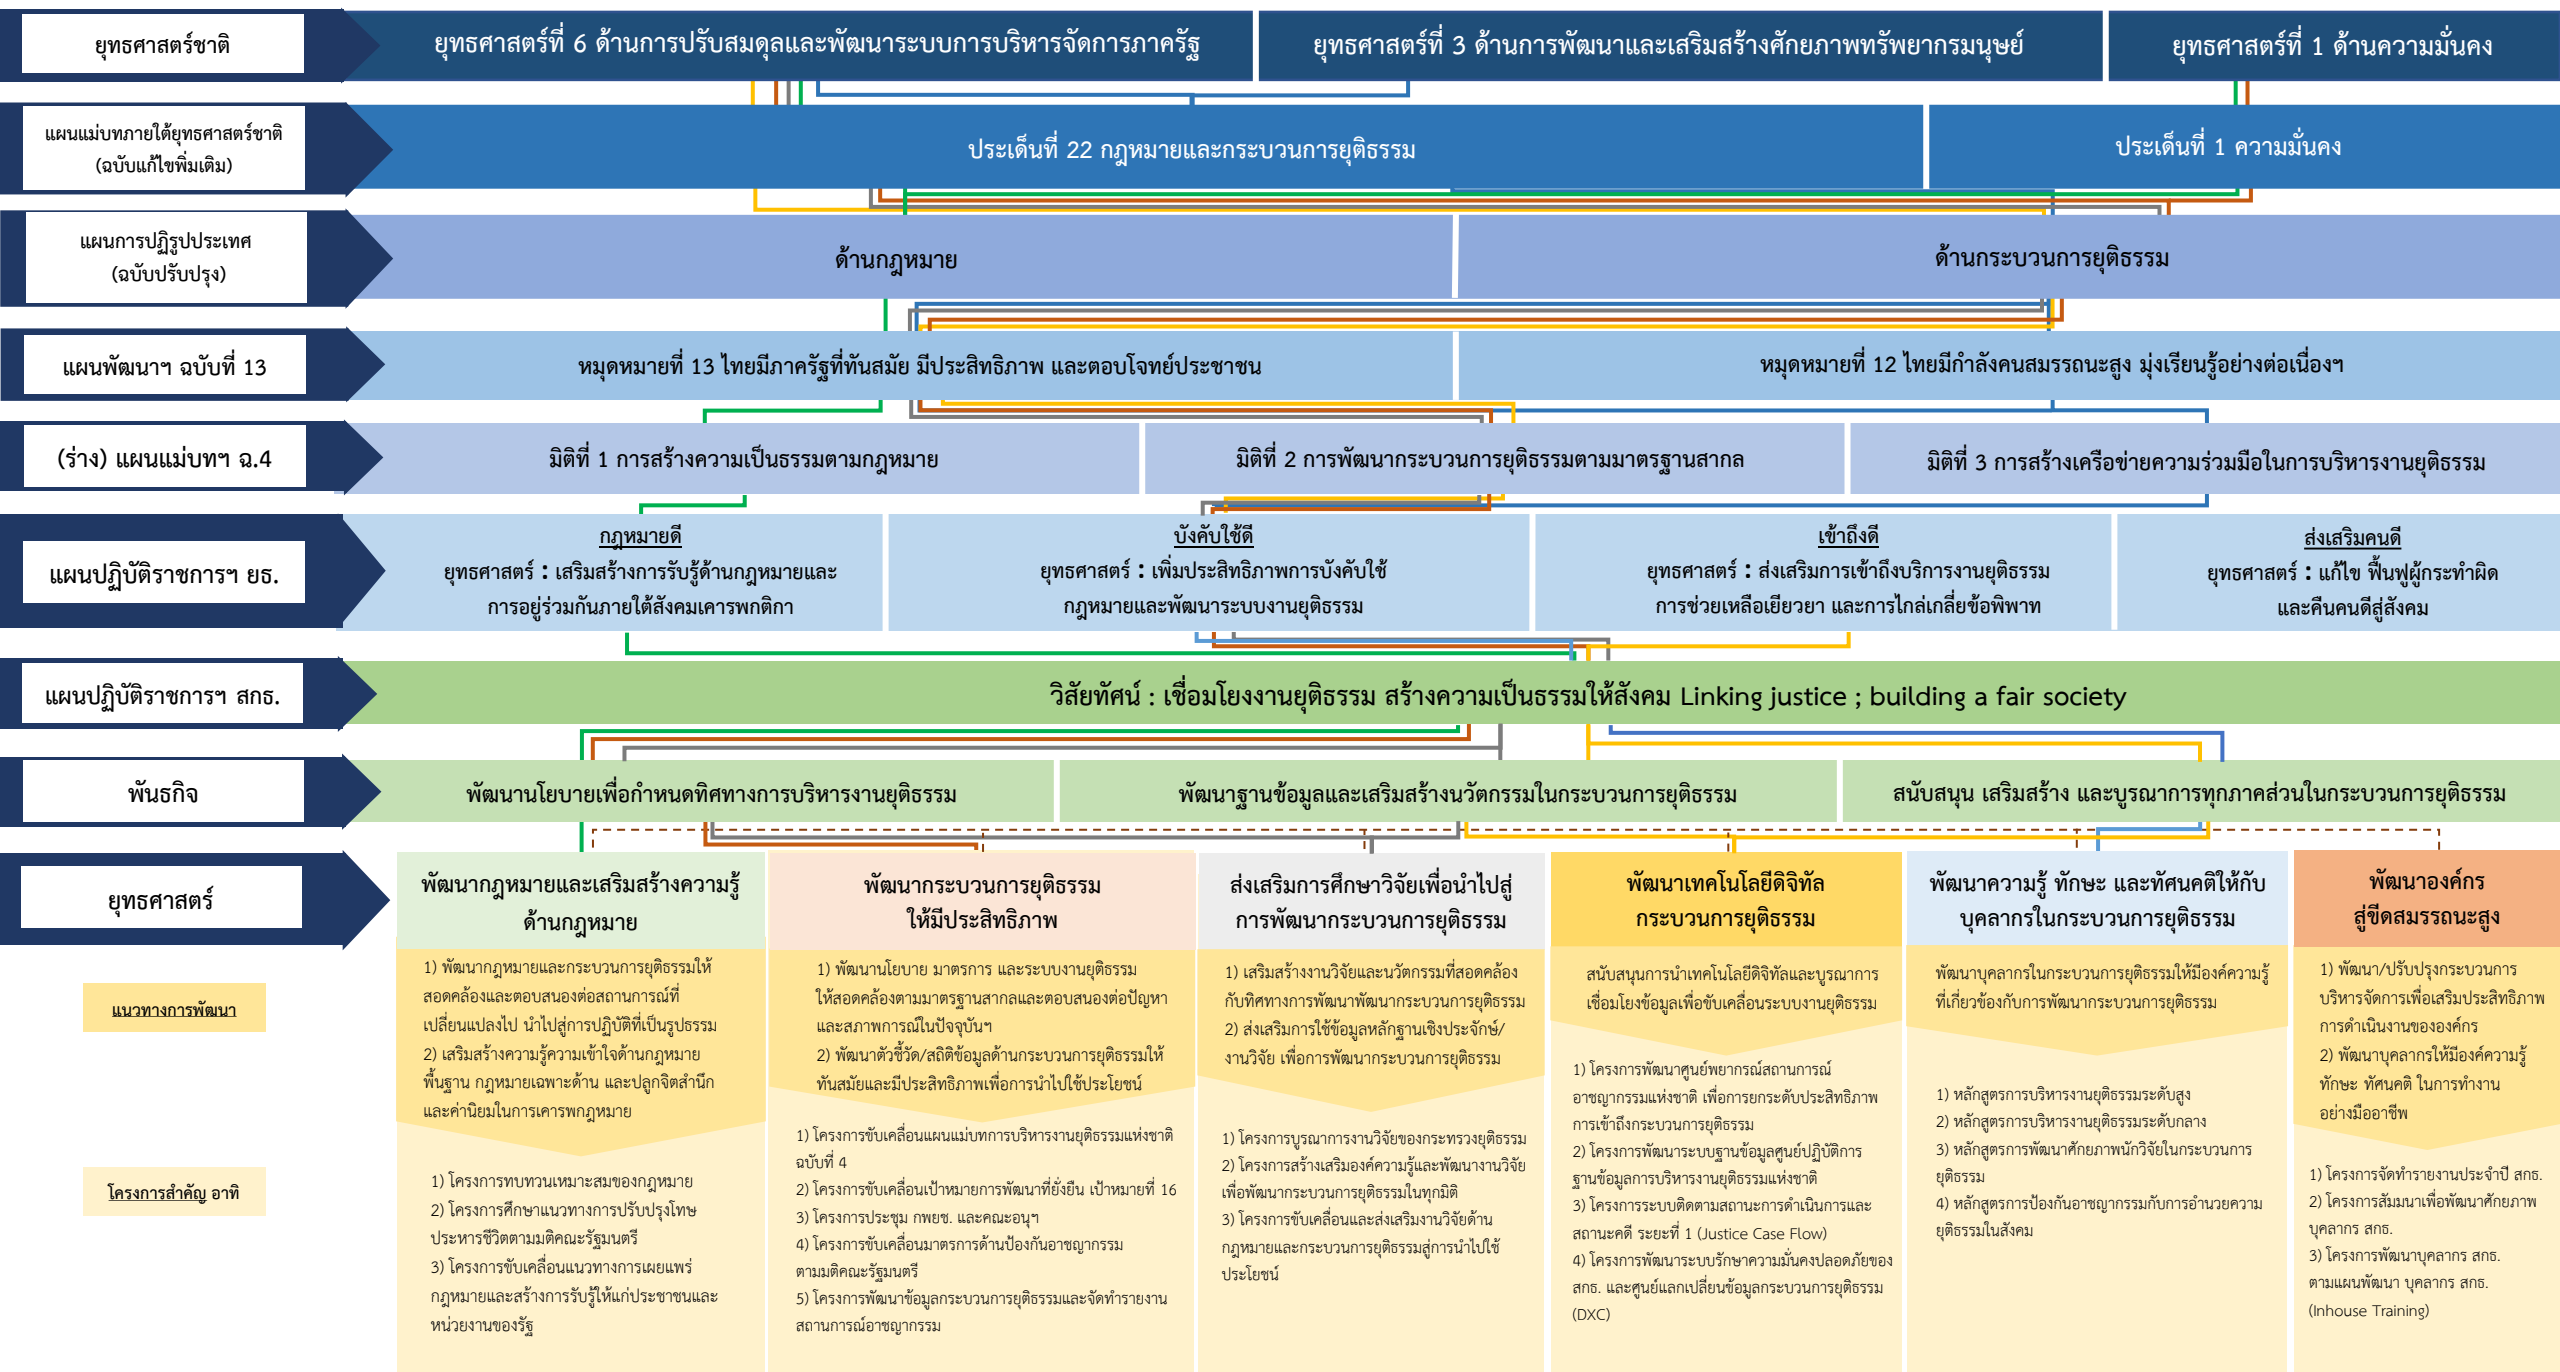 ยุทธศาสตร์ชาติ
ยุทธศาสตร์ที่ 6 ด้านการปรับสมดุลและพัฒนาระบบการบริหารจัดการภาครัฐ
ยุทธศาสตร์ที่ 3 ด้านการพัฒนาและเสริมสร้างศักยภาพทรัพยากรมนุษย์
ยุทธศาสตร์ที่ 1 ด้านความมั่นคง
แผนแม่บทภายใต้ยุทธศาสตร์ชาติ
(ฉบับแก้ไขพิ่มเติม)
ประเด็นที่ 22 กฎหมายและกระบวนการยุติธรรม
ประเด็นที่ 1 ความมั่นคง
แผนการปฏิรูปประเทศ
(ฉบับปรับปรุง)
ด้านกฎหมาย
ด้านกระบวนการยุติธรรม
แผนพัฒนาฯ ฉบับที่ 13
หมุดหมายที่ 13 ไทยมีภาครัฐที่ทันสมัย มีประสิทธิภาพ และตอบโจทย์ประชาชน
หมุดหมายที่ 12 ไทยมีกำลังคนสมรรถนะสูง มุ่งเรียนรู้อย่างต่อเนื่องฯ
(ร่าง) แผนแม่บทฯ ฉ.4
มิติที่ 1 การสร้างความเป็นธรรมตามกฎหมาย
มิติที่ 2 การพัฒนากระบวนการยุติธรรมตามมาตรฐานสากล
มิติที่ 3 การสร้างเครือข่ายความร่วมมือในการบริหารงานยุติธรรม
แผนปฏิบัติราชการฯ ยธ.
กฎหมายดี
ยุทธศาสตร์ : เสริมสร้างการรับรู้ด้านกฎหมายและ
การอยู่ร่วมกันภายใต้สังคมเคารพกติกา
บังคับใช้ดี
ยุทธศาสตร์ : เพิ่มประสิทธิภาพการบังคับใช้
กฎหมายและพัฒนาระบบงานยุติธรรม
เข้าถึงดี
ยุทธศาสตร์ : ส่งเสริมการเข้าถึงบริการงานยุติธรรม
การช่วยเหลือเยียวยา และการไกล่เกลี่ยข้อพิพาท
ส่งเสริมคนดี
ยุทธศาสตร์ : แก้ไข ฟื้นฟูผู้กระทำผิด
และคืนคนดีสู่สังคม
แผนปฏิบัติราชการฯ สกธ.
วิสัยทัศน์ : เชื่อมโยงงานยุติธรรม สร้างความเป็นธรรมให้สังคม Linking justice ; building a fair society
พันธกิจ
พัฒนานโยบายเพื่อกำหนดทิศทางการบริหารงานยุติธรรม
พัฒนาฐานข้อมูลและเสริมสร้างนวัตกรรมในกระบวนการยุติธรรม
สนับสนุน เสริมสร้าง และบูรณาการทุกภาคส่วนในกระบวนการยุติธรรม
ยุทธศาสตร์
พัฒนากฎหมายและเสริมสร้างความรู้
ด้านกฎหมาย
พัฒนากระบวนการยุติธรรม
ให้มีประสิทธิภาพ
ส่งเสริมการศึกษาวิจัยเพื่อนำไปสู่
การพัฒนากระบวนการยุติธรรม
พัฒนาเทคโนโลยีดิจิทัล
กระบวนการยุติธรรม
พัฒนาความรู้ ทักษะ และทัศนคติให้กับ
บุคลากรในกระบวนการยุติธรรม
พัฒนาองค์กร
สู่ขีดสมรรถนะสูง
แนวทางการพัฒนา
1) พัฒนากฎหมายและกระบวนการยุติธรรมให้
สอดคล้องและตอบสนองต่อสถานการณ์ที่
เปลี่ยนแปลงไป นำไปสู่การปฏิบัติที่เป็นรูปธรรม
2) เสริมสร้างความรู้ความเข้าใจด้านกฎหมาย
พื้นฐาน กฎหมายเฉพาะด้าน และปลูกจิตสำนึก
และค่านิยมในการเคารพกฎหมาย
1) พัฒนานโยบาย มาตรการ และระบบงานยุติธรรม
ให้สอดคล้องตามมาตรฐานสากลและตอบสนองต่อปัญหา
และสภาพการณ์ในปัจจุบันฯ
2) พัฒนาตัวชี้วัด/สถิติข้อมูลด้านกระบวนการยุติธรรมให้
ทันสมัยและมีประสิทธิภาพเพื่อการนำไปใช้ประโยชน์
1) เสริมสร้างงานวิจัยและนวัตกรรมที่สอดคล้อง
กับทิศทางการพัฒนาพัฒนากระบวนการยุติธรรม
2) ส่งเสริมการใช้ข้อมูลหลักฐานเชิงประจักษ์/
งานวิจัย เพื่อการพัฒนากระบวนการยุติธรรม
สนับสนุนการนำเทคโนโลยีดิจิทัลและบูรณาการ
เชื่อมโยงข้อมูลเพื่อขับเคลื่อนระบบงานยุติธรรม
พัฒนาบุคลากรในกระบวนการยุติธรรมให้มีองค์ความรู้
ที่เกี่ยวข้องกับการพัฒนากระบวนการยุติธรรม
1) พัฒนา/ปรับปรุงกระบวนการ
บริหารจัดการเพื่อเสริมประสิทธิภาพ
การดำเนินงานขององค์กร
2) พัฒนาบุคลากรให้มีองค์ความรู้
ทักษะ ทัศนคติ ในการทำงาน
อย่างมืออาชีพ
โครงการสำคัญ อาทิ
1) โครงการทบทวนเหมาะสมของกฎหมาย
2) โครงการศึกษาแนวทางการปรับปรุงโทษ
ประหารชีวิตตามมติคณะรัฐมนตรี
3) โครงการขับเคลื่อนแนวทางการเผยแพร่
กฎหมายและสร้างการรับรู้ให้แก่ประชาชนและ
หน่วยงานของรัฐ
1) โครงการขับเคลื่อนแผนแม่บทการบริหารงานยุติธรรมแห่งชาติ
ฉบับที่ 4
2) โครงการขับเคลื่อนเป้าหมายการพัฒนาที่ยั่งยืน เป้าหมายที่ 16
3) โครงการประชุม กพยช. และคณะอนุฯ
4) โครงการขับเคลื่อนมาตรการด้านป้องกันอาชญากรรม
ตามมติคณะรัฐมนตรี
5) โครงการพัฒนาข้อมูลกระบวนการยุติธรรมและจัดทำรายงาน
สถานการณ์อาชญากรรม
1) โครงการบูรณาการงานวิจัยของกระทรวงยุติธรรม
2) โครงการสร้างเสริมองค์ความรู้และพัฒนางานวิจัย
เพื่อพัฒนากระบวนการยุติธรรมในทุกมิติ
3) โครงการขับเคลื่อนและส่งเสริมงานวิจัยด้าน
กฎหมายและกระบวนการยุติธรรมสู่การนำไปใช้
ประโยชน์
1) โครงการพัฒนาศูนย์พยากรณ์สถานการณ์
อาชญากรรมแห่งชาติ เพื่อการยกระดับประสิทธิภาพ
การเข้าถึงกระบวนการยุติธรรม
2) โครงการพัฒนาระบบฐานข้อมูลศูนย์ปฏิบัติการ
ฐานข้อมูลการบริหารงานยุติธรรมแห่งชาติ
3) โครงการระบบติดตามสถานะการดำเนินการและ
สถานะคดี ระยะที่ 1 (Justice Case Flow)
4) โครงการพัฒนาระบบรักษาความมั่นคงปลอดภัยของ
สกธ. และศูนย์แลกเปลี่ยนข้อมูลกระบวนการยุติธรรม
(DXC)
1) หลักสูตรการบริหารงานยุติธรรมระดับสูง
2) หลักสูตรการบริหารงานยุติธรรมระดับกลาง
3) หลักสูตรการพัฒนาศักยภาพนักวิจัยในกระบวนการ
ยุติธรรม
4) หลักสูตรการป้องกันอาชญากรรมกับการอำนวยความ
ยุติธรรมในสังคม
1) โครงการจัดทำรายงานประจำปี สกธ.
2) โครงการสัมมนาเพื่อพัฒนาศักยภาพ
บุคลากร สกธ.
3) โครงการพัฒนาบุคลากร สกธ.
ตามแผนพัฒนา บุคลากร สกธ.
(Inhouse Training)